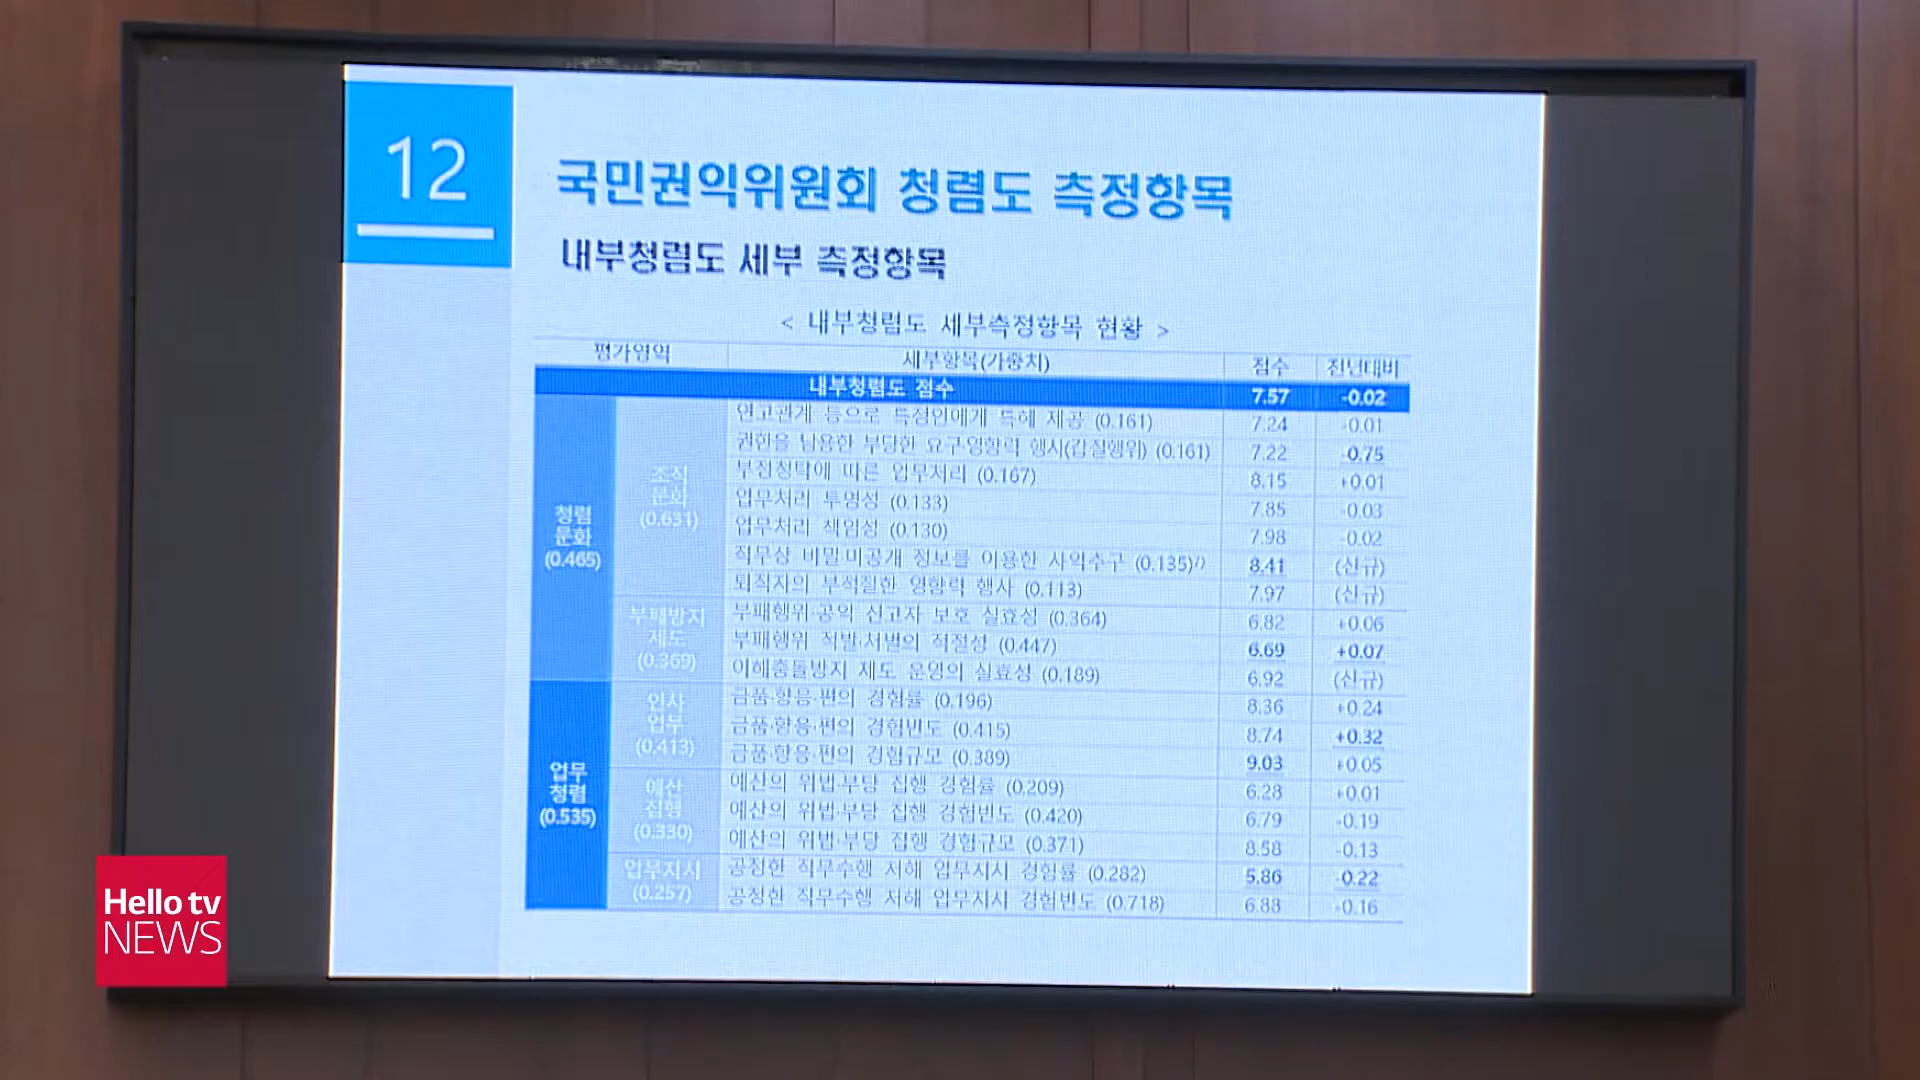 12
국민권익위원회 청렴도 측정항목
내부청렴도 세부 측정항목
< 내부청렴도 세부측정항목 현황 >
평가영역 세부항목(가중치) 점수 전년대비
내부청렴도 점수 7.57 -0.02
청렴
문화
(0.465)
조직
문화
(0.631)
연고관계 등으로 특정인에게 특혜 제공 (0.161) 7.24 -0.01
권한을 남용한 부당한 요구·영향력 행사(갑질행위) (0.161) 7.22 -0.75
부정청탁에 따른 업무처리 (0.167) 8.15 +0.01
업무처리 투명성 (0.133) 7.85 -0.03
업무처리 책임성 (0.130) 7.98 -0.02
직무상 비밀·미공개 정보를 이용한 사익추구 (0.135)⁷⁾ 8.41 (신규)
퇴직자의 부적절한 영향력 행사 (0.113) 7.97 (신규)
부패방지
제도
(0.369)
부패행위·공익 신고자 보호 실효성 (0.364) 6.82 +0.06
부패행위 적발·처벌의 적절성 (0.447) 6.69 +0.07
이해충돌방지 제도 운영의 실효성 (0.189) 6.92 (신규)
업무
청렴
(0.535)
인사
업무
(0.413)
금품·향응·편의 경험률 (0.196) 8.36 +0.24
금품·향응·편의 경험빈도 (0.415) 8.74 +0.32
금품·향응·편의 경험규모 (0.389) 9.03 +0.05
예산
집행
(0.330)
예산의 위법·부당 집행 경험률 (0.209) 6.28 +0.01
예산의 위법·부당 집행 경험빈도 (0.420) 6.79 -0.19
예산의 위법·부당 집행 경험규모 (0.371) 8.58 -0.13
업무지시
(0.257)
공정한 직무수행 저해 업무지시 경험률 (0.282) 5.86 -0.22
공정한 직무수행 저해 업무지시 경험빈도 (0.718) 6.88 -0.16
Hello tv
NEWS